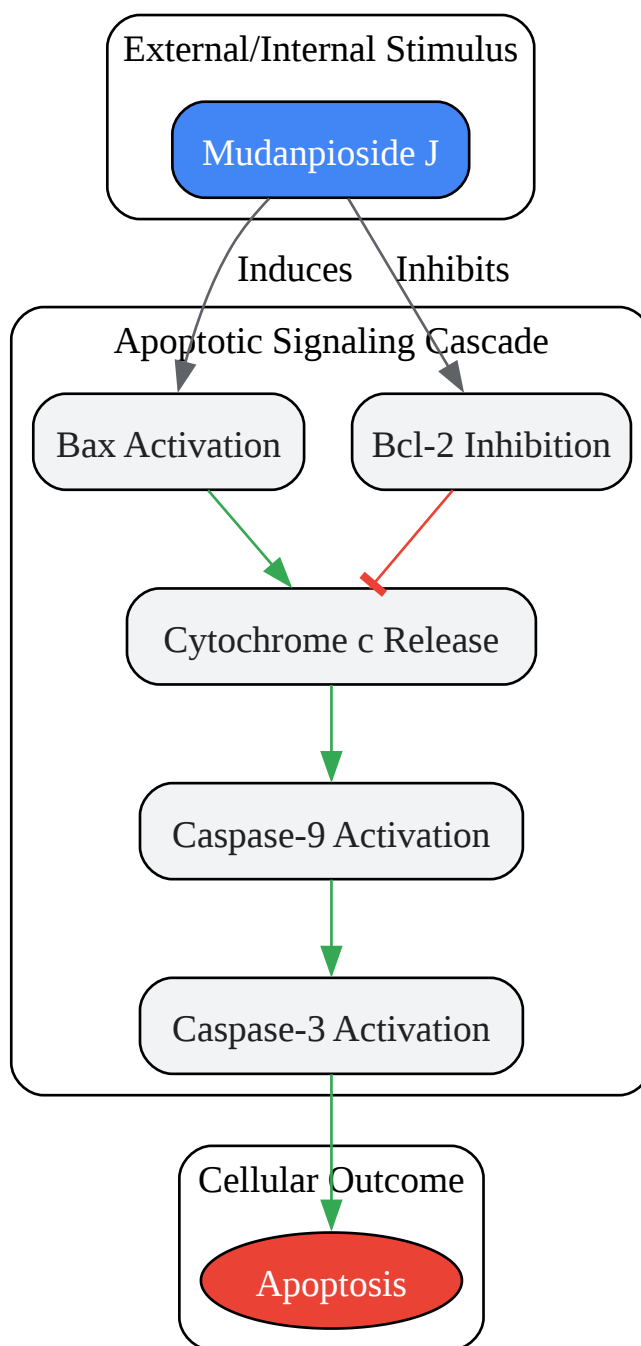 External/Internal Stimulus
Mudanpioside J
Induces
Inhibits
Apoptotic Signaling Cascade
Bax Activation
Bcl-2 Inhibition
Cytochrome c Release
Caspase-9 Activation
Caspase-3 Activation
Cellular Outcome
Apoptosis